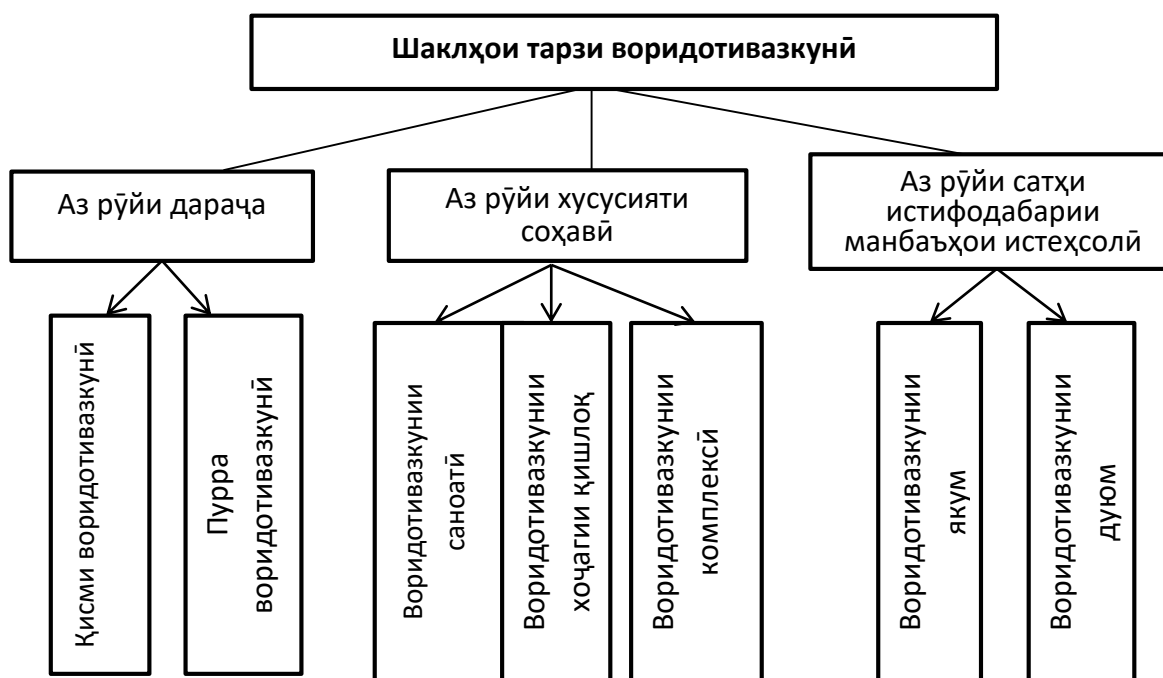 Шаклҳои тарзи воридотивазкунӣ
Аз рӯйи дараҷа
Аз рӯйи хусусияти
соҳавӣ
Аз рӯйи сатҳи
истифодабарии
манбаъҳои истеҳсолӣ
Қисми воридотивазкунӣ
Пурра
воридотивазкунӣ
Воридотивазкунии
саноатӣ
Воридотивазкунии
хоҷагии қишлоқ
Воридотивазкунии
комплексӣ
Воридотивазкунии
якум
Воридотивазкунии
дуюм